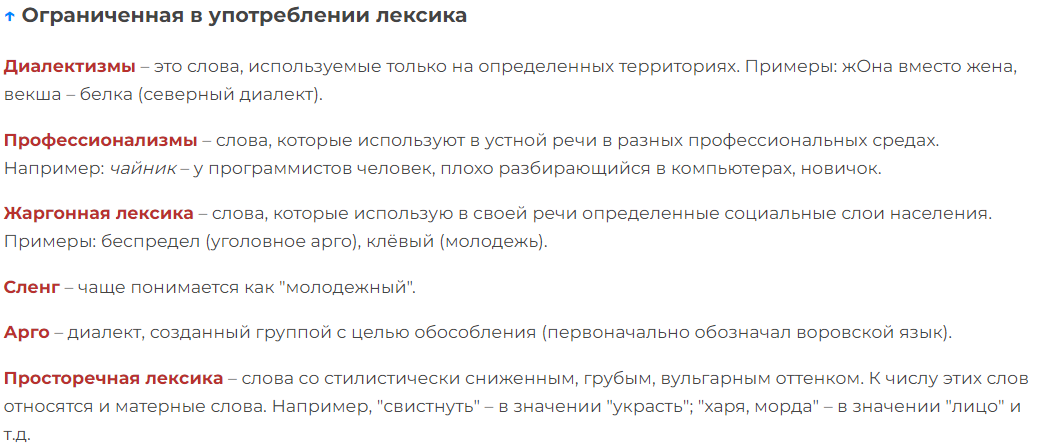 ↑ Ограниченная в употреблении лексика
Диалектизмы – это слова, используемые только на определенных территориях. Примеры: жОна вместо жена,
векша – белка (северный диалект).
Профессионализмы – слова, которые используют в устной речи в разных профессиональных средах.
Например: чайник – у программистов человек, плохо разбирающийся в компьютерах, новичок.
Жаргонная лексика – слова, которые использую в своей речи определенные социальные слои населения.
Примеры: беспредел (уголовное арго), клёвый (молодежь).
Сленг – чаще понимается как "молодежный".
Арго – диалект, созданный группой с целью обособления (первоначально обозначал воровской язык).
Просторечная лексика – слова со стилистически сниженным, грубым, вульгарным оттенком. К числу этих слов
относятся и матерные слова. Например, "свистнуть" – в значении "украсть"; "харя, морда" – в значении "лицо" и
т.д.